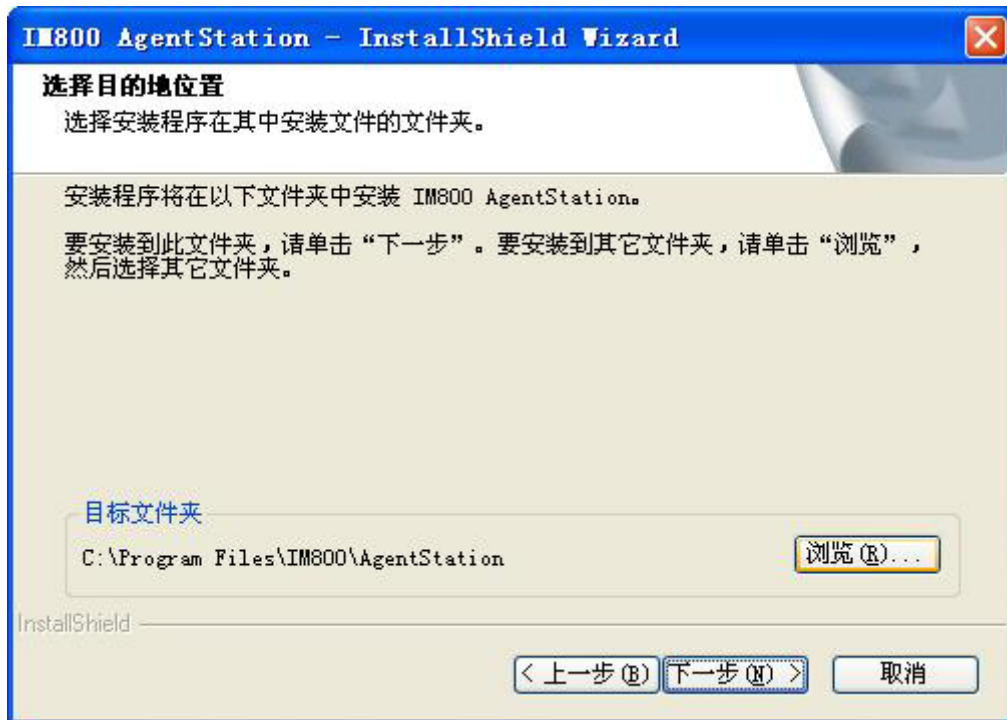 IM800 AgentStation - InstallShield Wizard
选择目的地位置
选择安装程序在其中安装文件的文件夹。
安装程序将在以下文件夹中安装 IM800 AgentStation。
要安装到此文件夹，请单击“下一步”。要安装到其它文件夹，请单击“浏览”，
然后选择其它文件夹。
目标文件夹
C:\Program Files\IM800\AgentStation
浏览(R)...
InstallShield
< 上一步(B)
下一步(N) >
取消